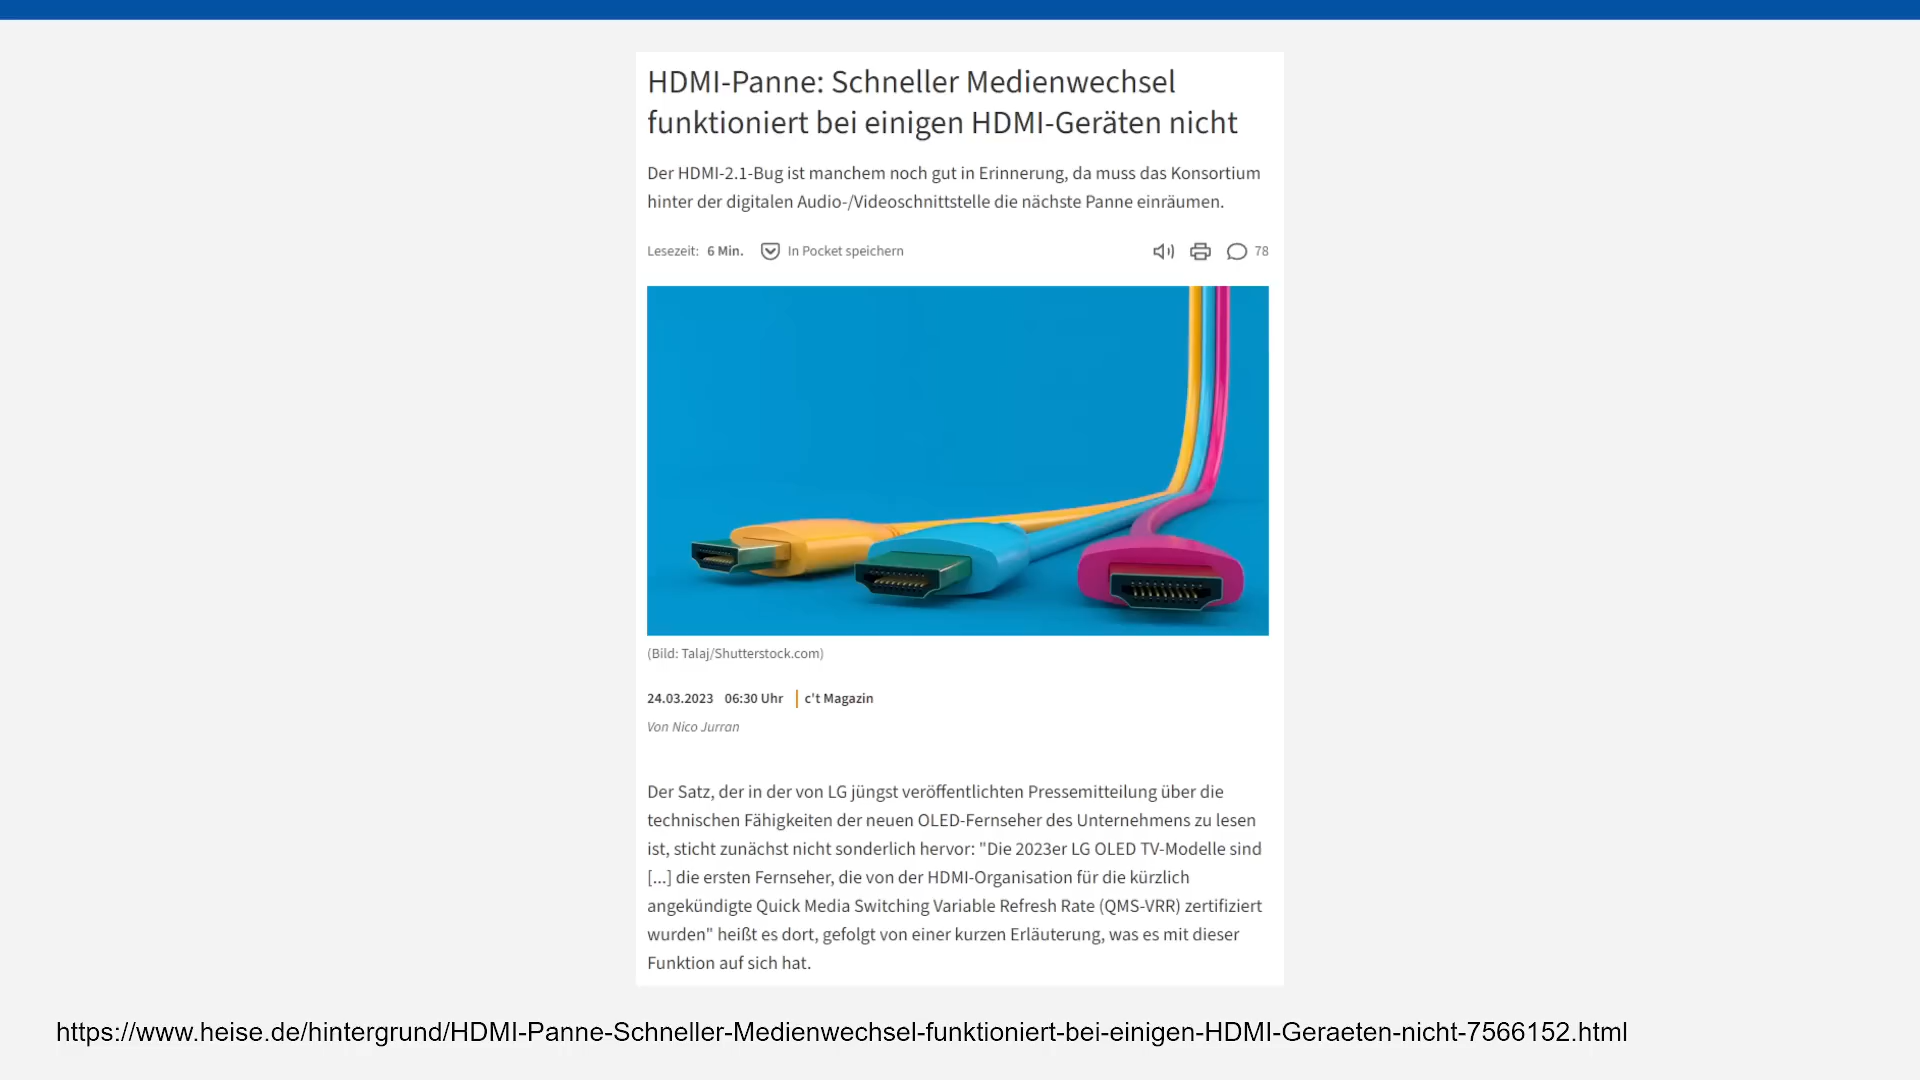 HDMI-Panne: Schneller Medienwechsel
funktioniert bei einigen HDMI-Geräten nicht
Der HDMI-2.1-Bug ist manchem noch gut in Erinnerung, da muss das Konsortium
hinter der digitalen Audio-/Videoschnittstelle die nächste Panne einräumen.
Lesezeit: 6 Min. In Pocket speichern 78
(Bild: Talaj/Shutterstock.com)
24.03.2023 06:30 Uhr c't Magazin
Von Nico Jurran
Der Satz, der in der von LG jüngst veröffentlichten Pressemitteilung über die
technischen Fähigkeiten der neuen OLED-Fernseher des Unternehmens zu lesen
ist, sticht zunächst nicht sonderlich hervor: "Die 2023er LG OLED TV-Modelle sind
[...] die ersten Fernseher, die von der HDMI-Organisation für die kürzlich
angekündigte Quick Media Switching Variable Refresh Rate (QMS-VRR) zertifiziert
wurden" heißt es dort, gefolgt von einer kurzen Erläuterung, was es mit dieser
Funktion auf sich hat.
https://www.heise.de/hintergrund/HDMI-Panne-Schneller-Medienwechsel-funktioniert-bei-einigen-HDMI-Geraeten-nicht-7566152.html